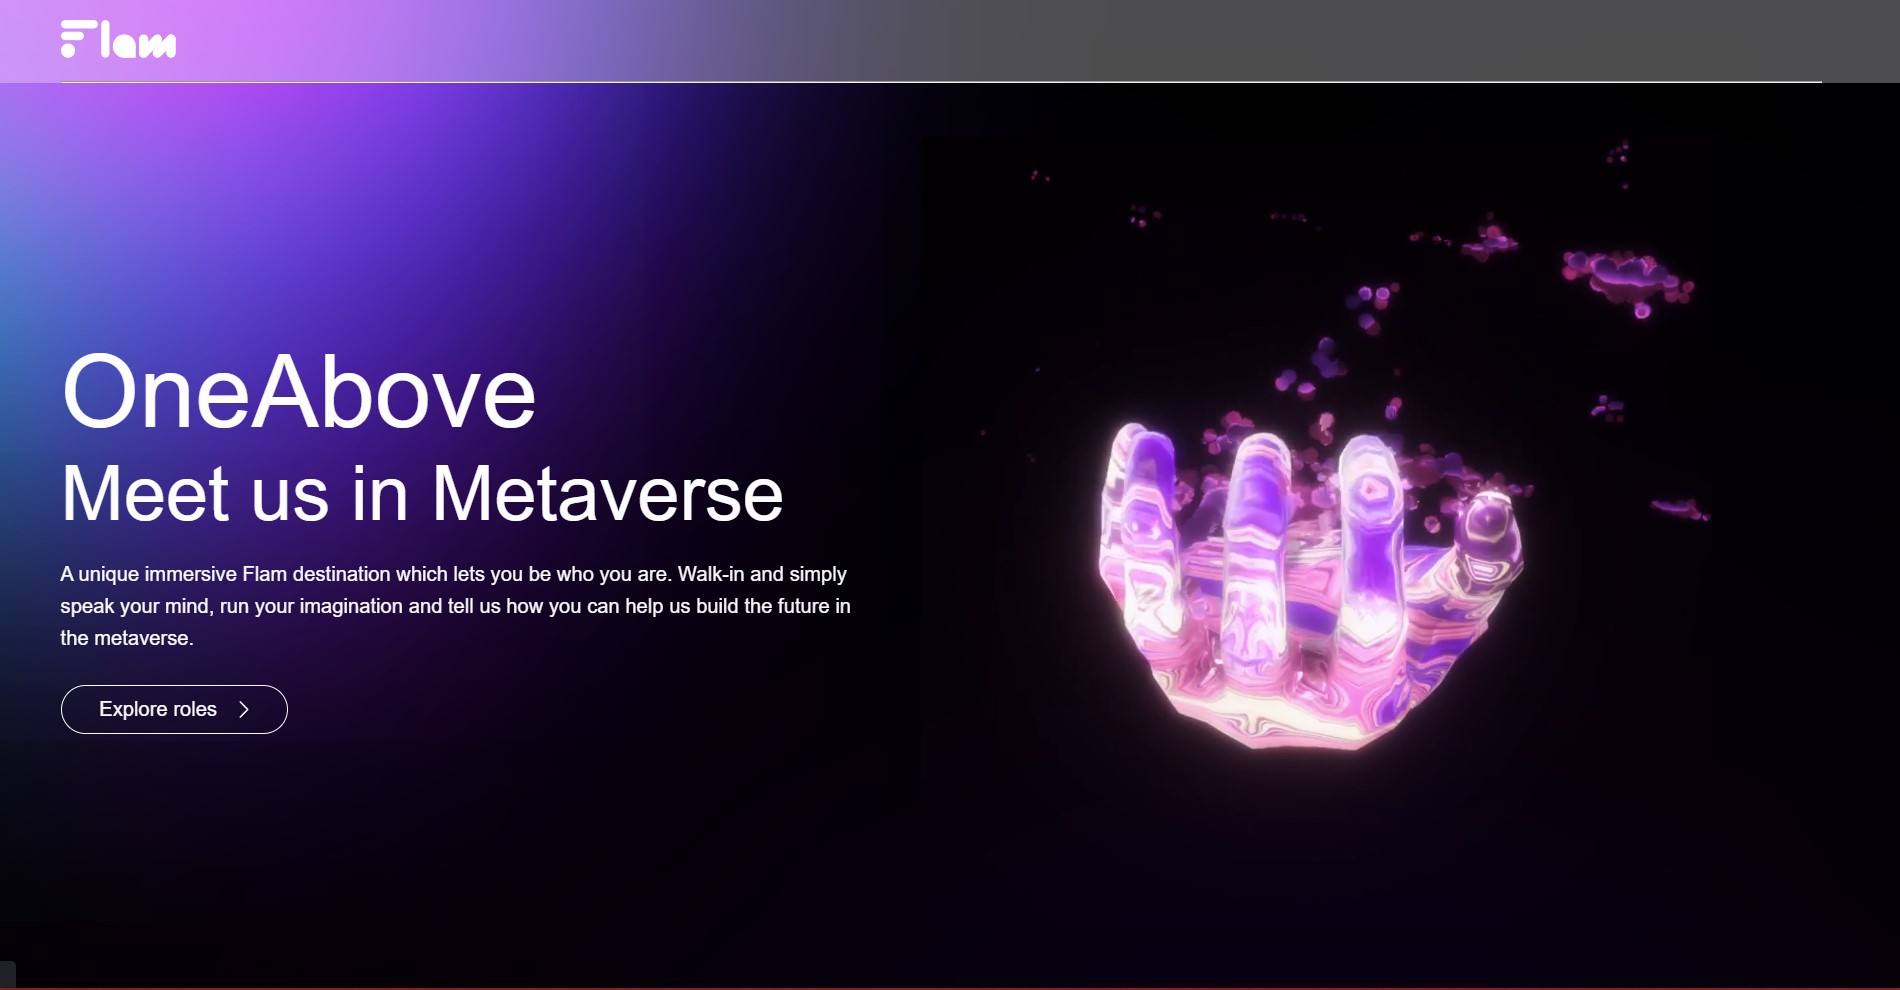 Flam
OneAbove
Meet us in Metaverse
A unique immersive Flam destination which lets you be who you are. Walk-in and simply
speak your mind, run your imagination and tell us how you can help us build the future in
the metaverse.
Explore roles